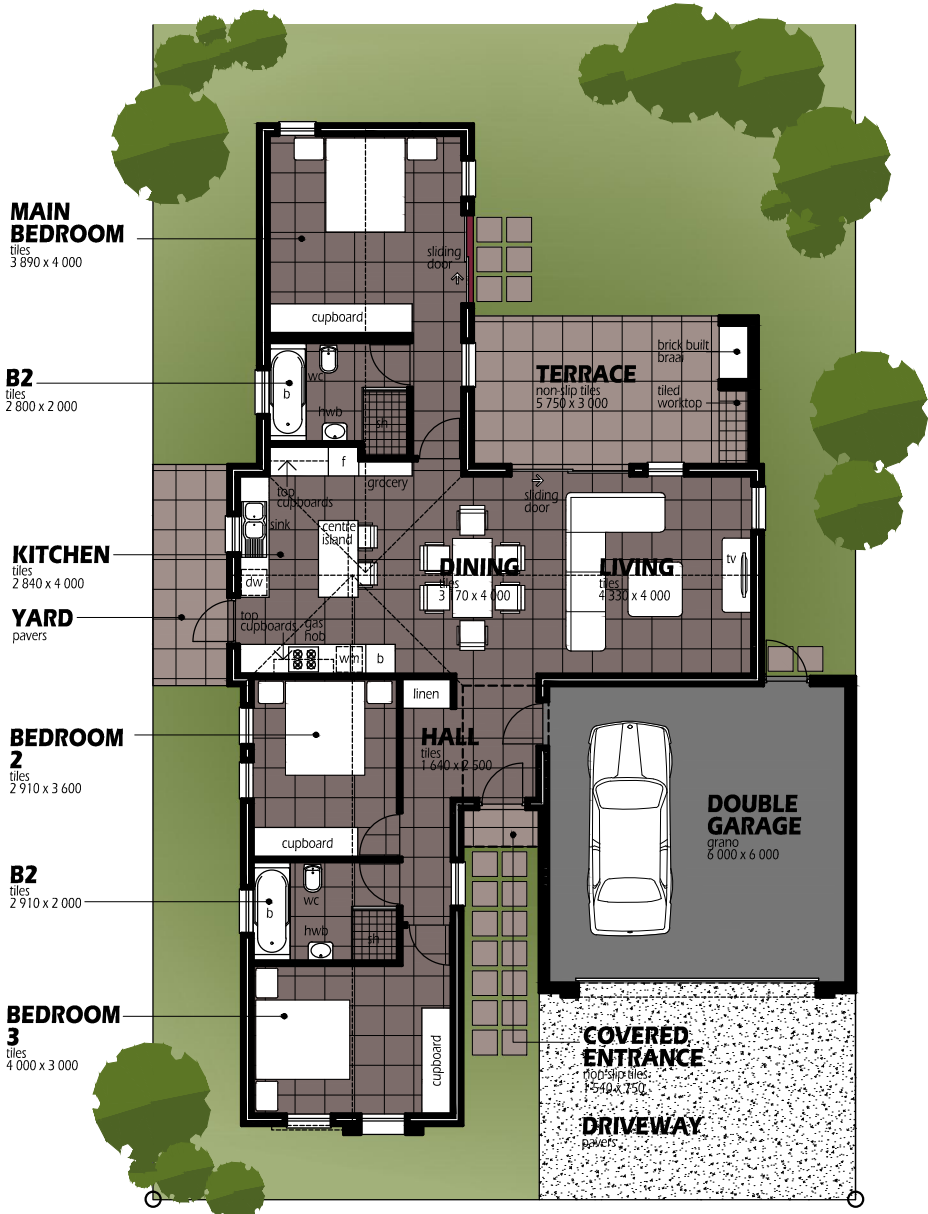 MAIN
BEDROOM
tiles
3 890 x 4 000
sliding
door
cupboard
B2
tiles
2 800 x 2 000
wc
b
hwb
sh
TERRACE
non-slip tiles
5 750 x 3 000
brick built
braai
tiled
worktop
f
grocery
top
cupboards
sink
centre
island
sliding
door
KITCHEN
tiles
2 840 x 4 000
dw
DINING
tiles
LIVING
tiles
4 330 x 4 000
tv
YARD
pavers
top
cupboards
gas
hob
wm
b
linen
BEDROOM
2
tiles
2 910 x 3 600
HALL
tiles
1 640 x 2 500
cupboard
DOUBLE
GARAGE
grano
6 000 x 6 000
B2
tiles
2 910 x 2 000
wc
b
hwb
sh
BEDROOM
3
tiles
4 000 x 3 000
cupboard
COVERED
ENTRANCE
non-slip tiles
1 540 x 750
DRIVEWAY
pavers